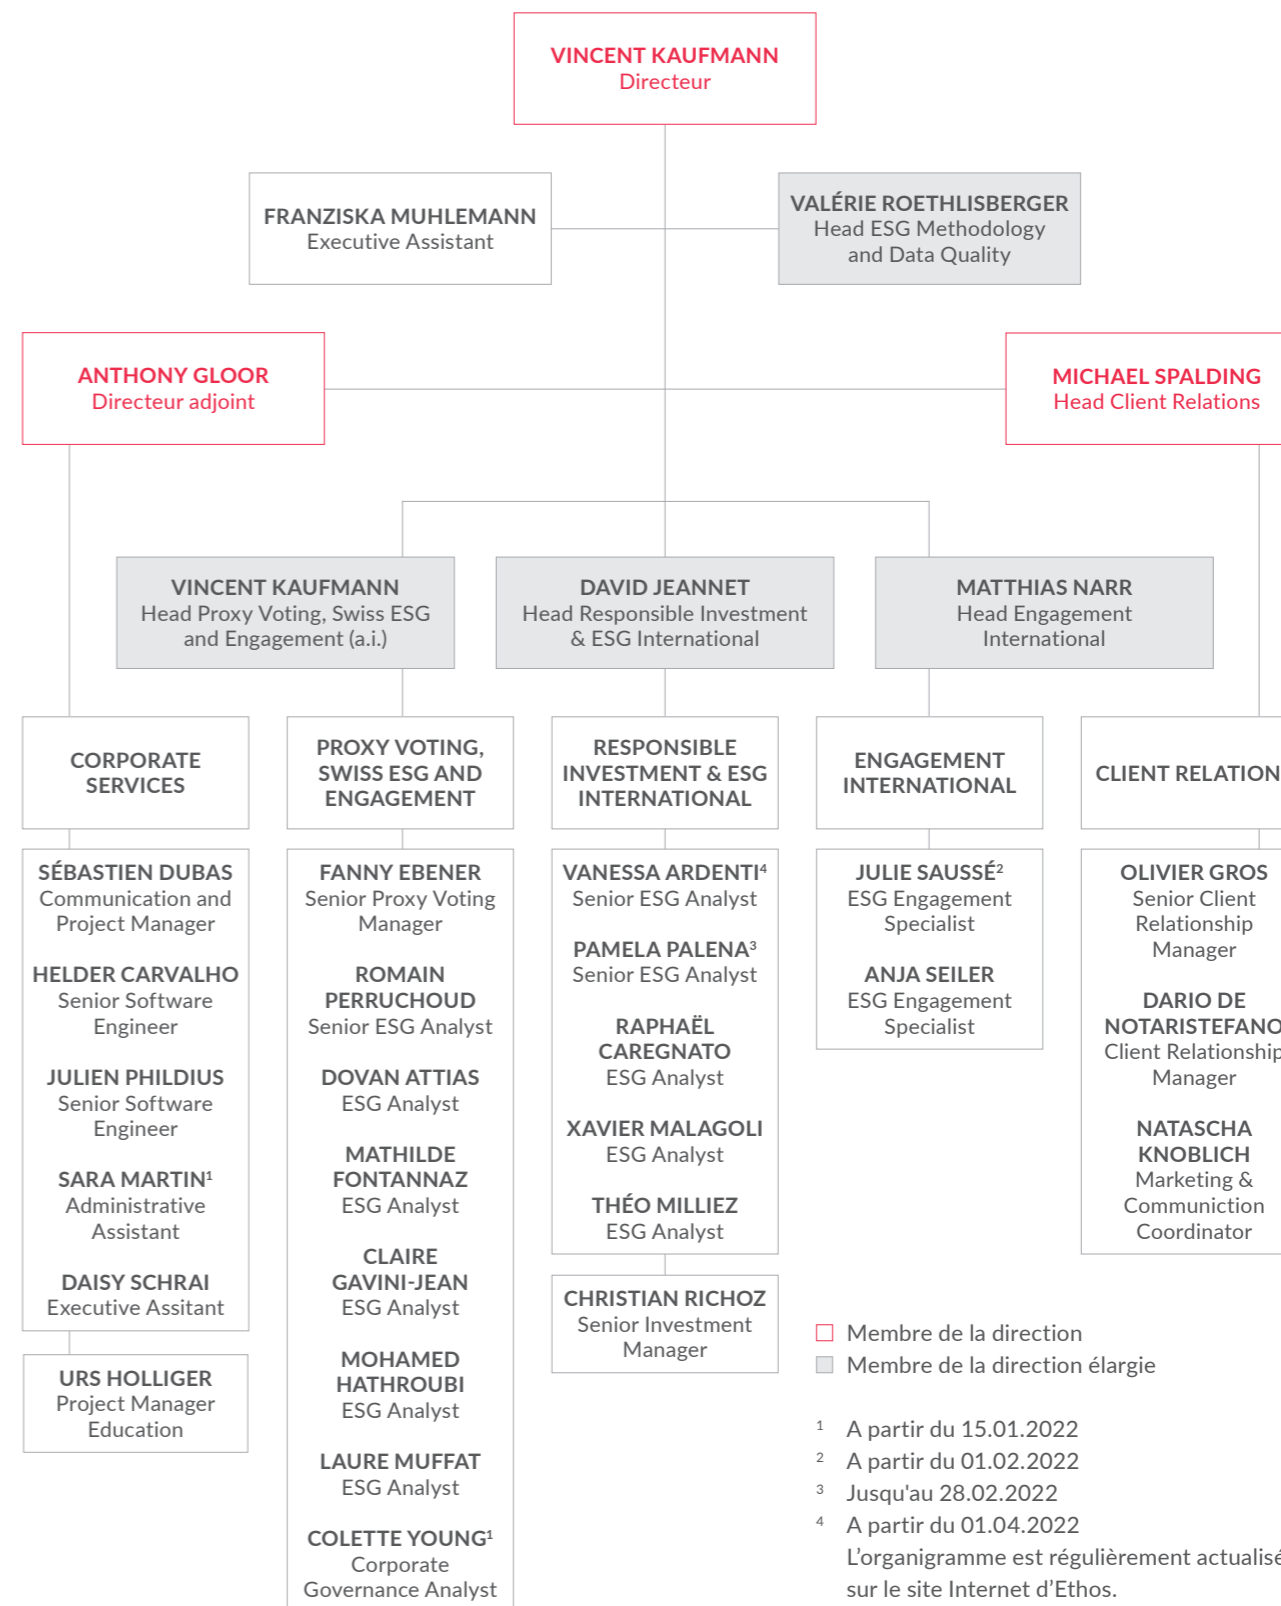 VINCENT KAUFMANN
Directeur
FRANZISKA MUHLEMANN
Executive Assistant
VALÉRIE ROETHLISBERGER
Head ESG Methodology
and Data Quality
ANTHONY GLOOR
Directeur adjoint
MICHAEL SPALDING
Head Client Relations
VINCENT KAUFMANN
Head Proxy Voting, Swiss ESG
and Engagement (a.i.)
DAVID JEANNET
Head Responsible Investment
& ESG International
MATTHIAS NARR
Head Engagement
International
CORPORATE
SERVICES
PROXY VOTING,
SWISS ESG AND
ENGAGEMENT
RESPONSIBLE
INVESTMENT & ESG
INTERNATIONAL
ENGAGEMENT
INTERNATIONAL
CLIENT RELATION
SÉBASTIEN DUBAS
Communication and
Project Manager
HELDER CARVALHO
Senior Software
Engineer
JULIEN PHILDIUS
Senior Software
Engineer
SARA MARTIN¹
Administrative
Assistant
DAISY SCHRAI
Executive Assitant
URS HOLLIGER
Project Manager
Education
FANNY EBENER
Senior Proxy Voting
Manager
ROMAIN
PERRUCHOUD
Senior ESG Analyst
DOVAN ATTIAS
ESG Analyst
MATHILDE
FONTANNAZ
ESG Analyst
CLAIRE
GAVINI-JEAN
ESG Analyst
MOHAMED
HATHROUBI
ESG Analyst
LAURE MUFFAT
ESG Analyst
COLETTE YOUNG¹
Corporate
Governance Analyst
VANESSA ARDENTI⁴
Senior ESG Analyst
PAMELA PALENA³
Senior ESG Analyst
RAPHAËL
CAREGNATO
ESG Analyst
XAVIER MALAGOLI
ESG Analyst
THÉO MILLIEZ
ESG Analyst
CHRISTIAN RICHOZ
Senior Investment
Manager
JULIE SAUSSÉ²
ESG Engagement
Specialist
ANJA SEILER
ESG Engagement
Specialist
OLIVIER GROS
Senior Client
Relationship
Manager
DARIO DE
NOTARISTEFANO
Client Relationship
Manager
NATASCHA
KNOBLICH
Marketing &
Communiction
Coordinator
Membre de la direction
Membre de la direction élargie
¹ A partir du 15.01.2022
² A partir du 01.02.2022
³ Jusqu'au 28.02.2022
⁴ A partir du 01.04.2022
L’organigramme est régulièrement actualisé
sur le site Internet d’Ethos.